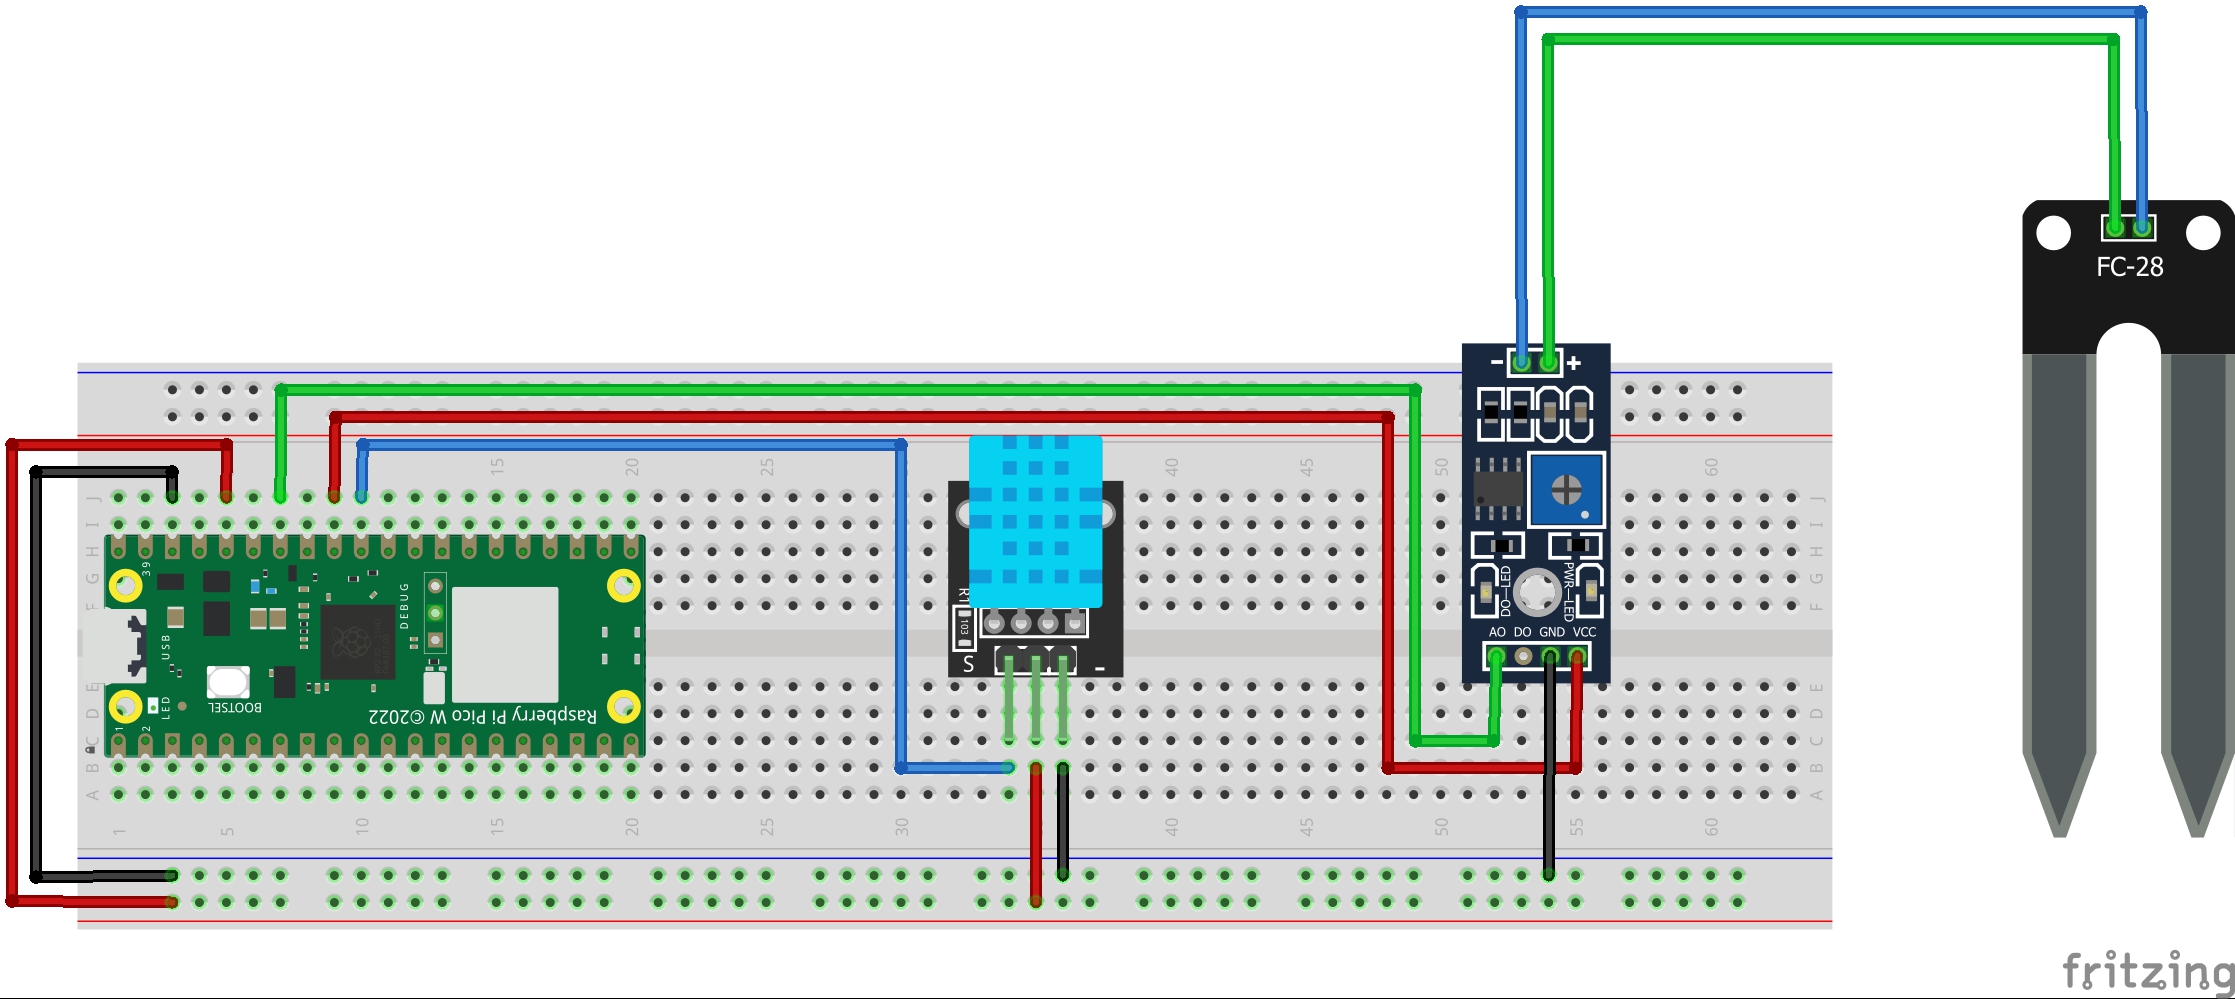 FC-28
- +
15 20 25 40 45 50 60
J J
I I
H H
G G
F F
39
DEBUG
USB
DO-LED
PWR-LED
R1
103
AO DO GND VCC
S -
LED
BOOTSEL
Raspberry Pi Pico W ©2022
1 2
E E
D D
C C
B B
A A
1 5 10 15 20 25 30 40 45 50 55 60
fritzing